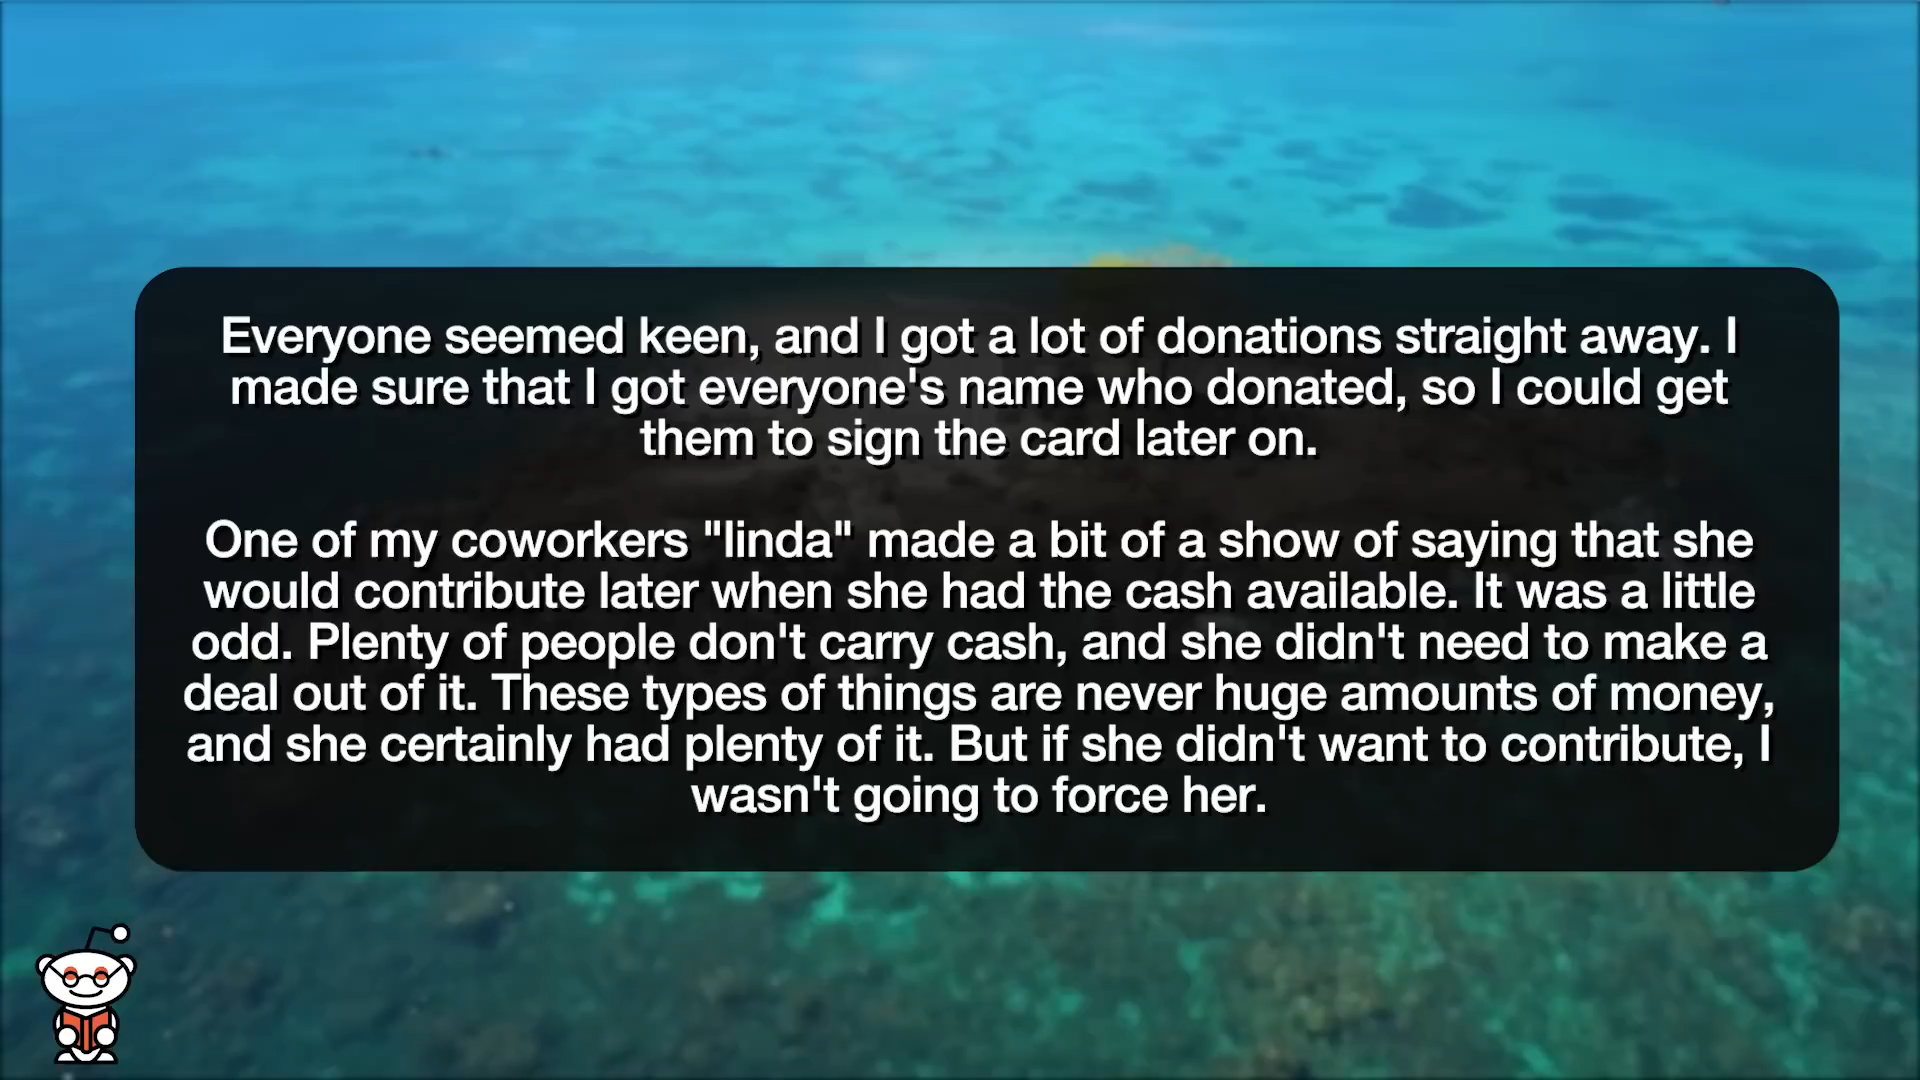 Everyone seemed keen, and I got a lot of donations straight away. I
made sure that I got everyone's name who donated, so I could get
them to sign the card later on.
One of my coworkers "linda" made a bit of a show of saying that she
would contribute later when she had the cash available. It was a little
odd. Plenty of people don't carry cash, and she didn't need to make a
deal out of it. These types of things are never huge amounts of money,
and she certainly had plenty of it. But if she didn't want to contribute, I
wasn't going to force her.